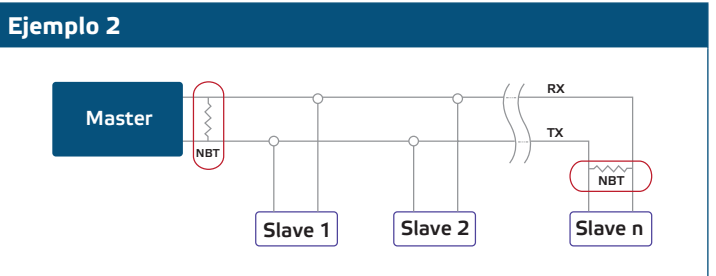 Ejemplo 2
RX
Master
TX
NBT
NBT
Slave 1
Slave 2
Slave n